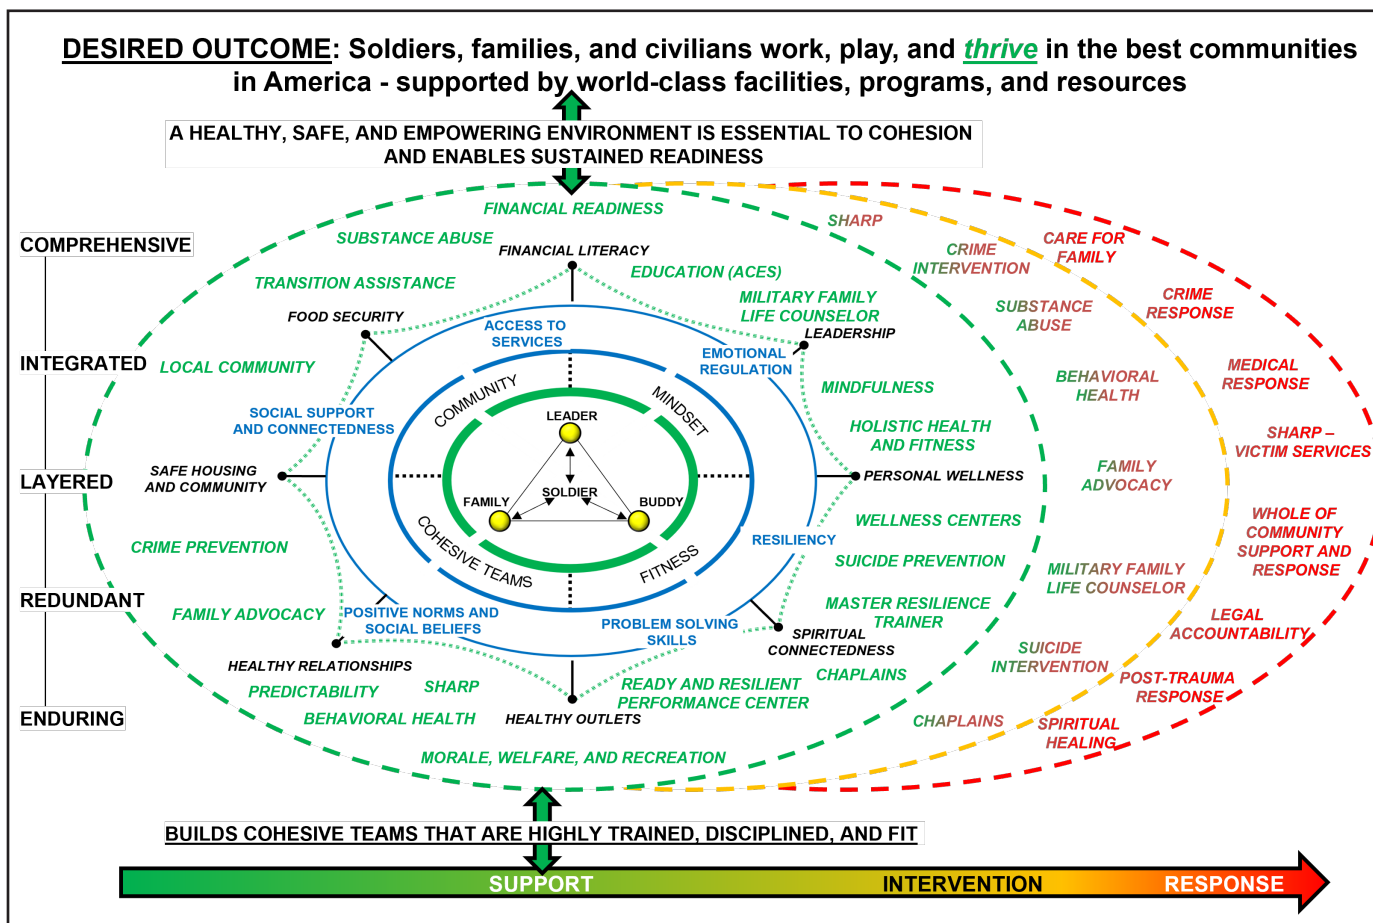 DESIRED OUTCOME: Soldiers, families, and civilians work, play, and thrive in the best communities
in America - supported by world-class facilities, programs, and resources
A HEALTHY, SAFE, AND EMPOWERING ENVIRONMENT IS ESSENTIAL TO COHESION
AND ENABLES SUSTAINED READINESS
COMPREHENSIVE
INTEGRATED
LAYERED
REDUNDANT
ENDURING
FINANCIAL READINESS
SUBSTANCE ABUSE
TRANSITION ASSISTANCE
LOCAL COMMUNITY
CRIME PREVENTION
FAMILY ADVOCACY
PREDICTABILITY
SHARP
BEHAVIORAL HEALTH
MORALE, WELFARE, AND RECREATION
EDUCATION (ACES)
MILITARY FAMILY
LIFE COUNSELOR
MINDFULNESS
HOLISTIC HEALTH
AND FITNESS
WELLNESS CENTERS
SUICIDE PREVENTION
MASTER RESILIENCE
TRAINER
CHAPLAINS
READY AND RESILIENT
PERFORMANCE CENTER
FINANCIAL LITERACY
FOOD SECURITY
LEADERSHIP
SAFE HOUSING
AND COMMUNITY
PERSONAL WELLNESS
HEALTHY RELATIONSHIPS
SPIRITUAL
CONNECTEDNESS
HEALTHY OUTLETS
ACCESS TO
SERVICES
EMOTIONAL
REGULATION
SOCIAL SUPPORT
AND CONNECTEDNESS
RESILIENCY
POSITIVE NORMS AND
SOCIAL BELIEFS
PROBLEM SOLVING
SKILLS
COMMUNITY
MINDSET
COHESIVE TEAMS
FITNESS
LEADER
SOLDIER
FAMILY
BUDDY
SHARP
CRIME
INTERVENTION
SUBSTANCE
ABUSE
BEHAVIORAL
HEALTH
FAMILY
ADVOCACY
MILITARY FAMILY
LIFE COUNSELOR
SUICIDE
INTERVENTION
CHAPLAINS
CARE FOR
FAMILY
CRIME
RESPONSE
MEDICAL
RESPONSE
SHARP –
VICTIM SERVICES
WHOLE OF
COMMUNITY
SUPPORT AND
RESPONSE
LEGAL
ACCOUNTABILITY
POST-TRAUMA
RESPONSE
SPIRITUAL
HEALING
BUILDS COHESIVE TEAMS THAT ARE HIGHLY TRAINED, DISCIPLINED, AND FIT
SUPPORT
INTERVENTION
RESPONSE